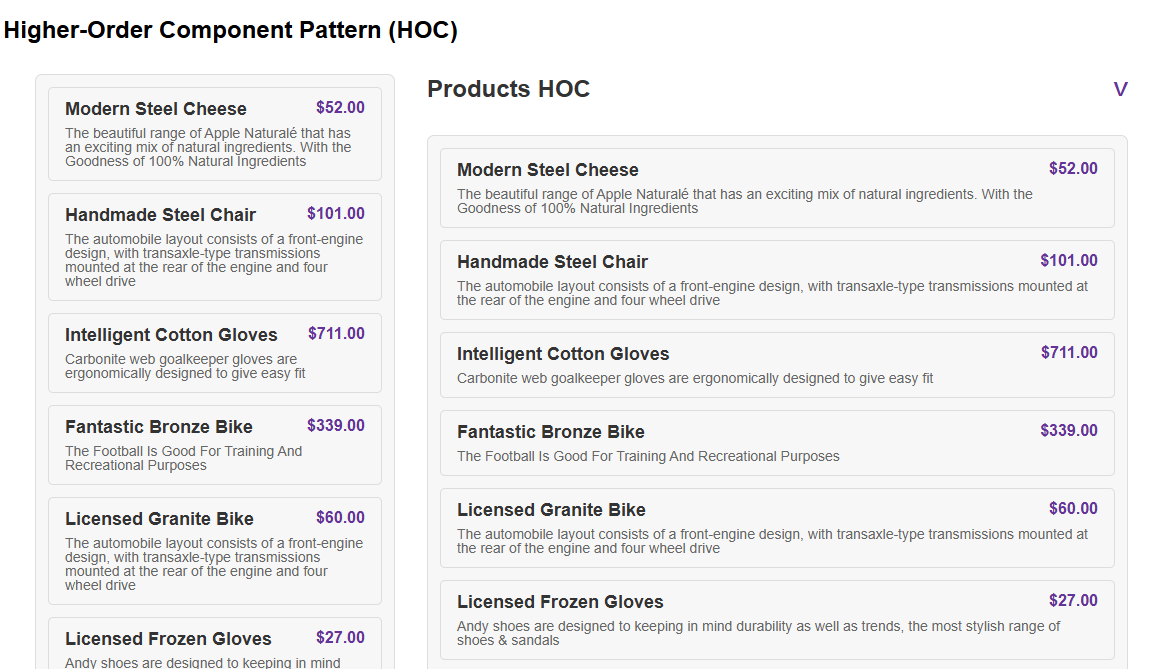 Higher-Order Component Pattern (HOC)
Modern Steel Cheese $52.00
The beautiful range of Apple Naturalé that has
an exciting mix of natural ingredients. With the
Goodness of 100% Natural Ingredients
Handmade Steel Chair $101.00
The automobile layout consists of a front-engine
design, with transaxle-type transmissions
mounted at the rear of the engine and four
wheel drive
Intelligent Cotton Gloves $711.00
Carbonite web goalkeeper gloves are
ergonomically designed to give easy fit
Fantastic Bronze Bike $339.00
The Football Is Good For Training And
Recreational Purposes
Licensed Granite Bike $60.00
The automobile layout consists of a front-engine
design, with transaxle-type transmissions
mounted at the rear of the engine and four
wheel drive
Licensed Frozen Gloves $27.00
Andy shoes are designed to keeping in mind
Products HOC V
Modern Steel Cheese $52.00
The beautiful range of Apple Naturalé that has an exciting mix of natural ingredients. With the
Goodness of 100% Natural Ingredients
Handmade Steel Chair $101.00
The automobile layout consists of a front-engine design, with transaxle-type transmissions mounted at
the rear of the engine and four wheel drive
Intelligent Cotton Gloves $711.00
Carbonite web goalkeeper gloves are ergonomically designed to give easy fit
Fantastic Bronze Bike $339.00
The Football Is Good For Training And Recreational Purposes
Licensed Granite Bike $60.00
The automobile layout consists of a front-engine design, with transaxle-type transmissions mounted at
the rear of the engine and four wheel drive
Licensed Frozen Gloves $27.00
Andy shoes are designed to keeping in mind durability as well as trends, the most stylish range of
shoes & sandals